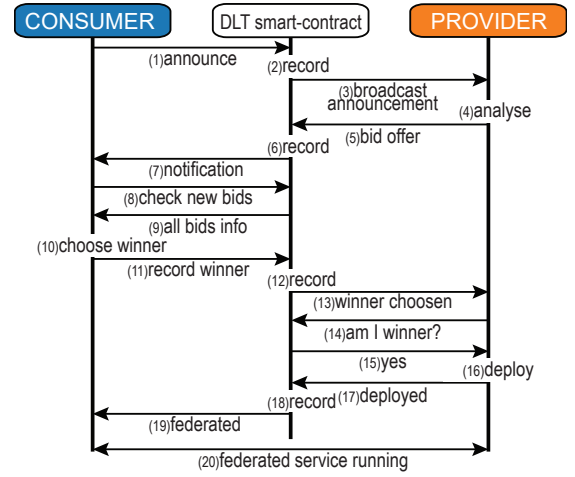 CONSUMER
DLT smart-contract
PROVIDER
(1)announce
(2)record
(3)broadcast
announcement
(4)analyse
(5)bid offer
(6)record
(7)notification
(8)check new bids
(9)all bids info
(10)choose winner
(11)record winner
(12)record
(13)winner choosen
(14)am I winner?
(15)yes
(16)deploy
(17)deployed
(18)record
(19)federated
(20)federated service running